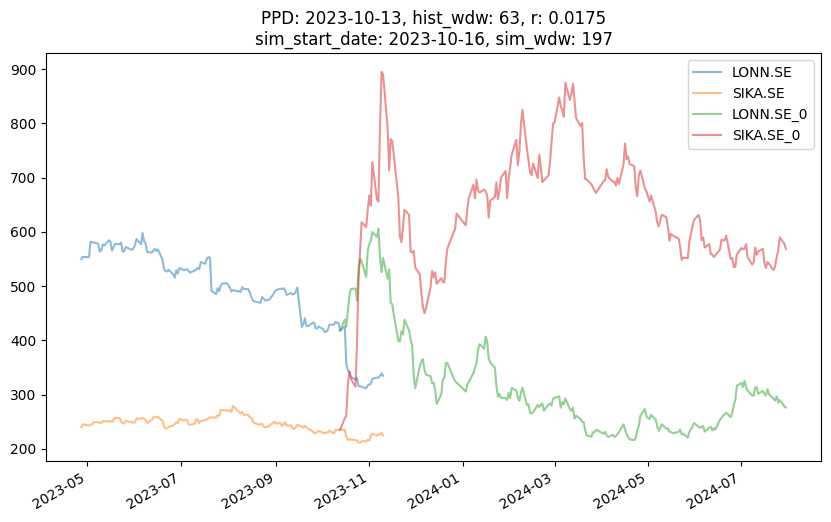 PPD: 2023-10-13, hist_wdw: 63, r: 0.0175
sim_start_date: 2023-10-16, sim_wdw: 197
LONN.SE
SIKA.SE
LONN.SE_0
SIKA.SE_0
900
800
700
600
500
400
300
200
2023-05
2023-07
2023-09
2023-11
2024-01
2024-03
2024-05
2024-07